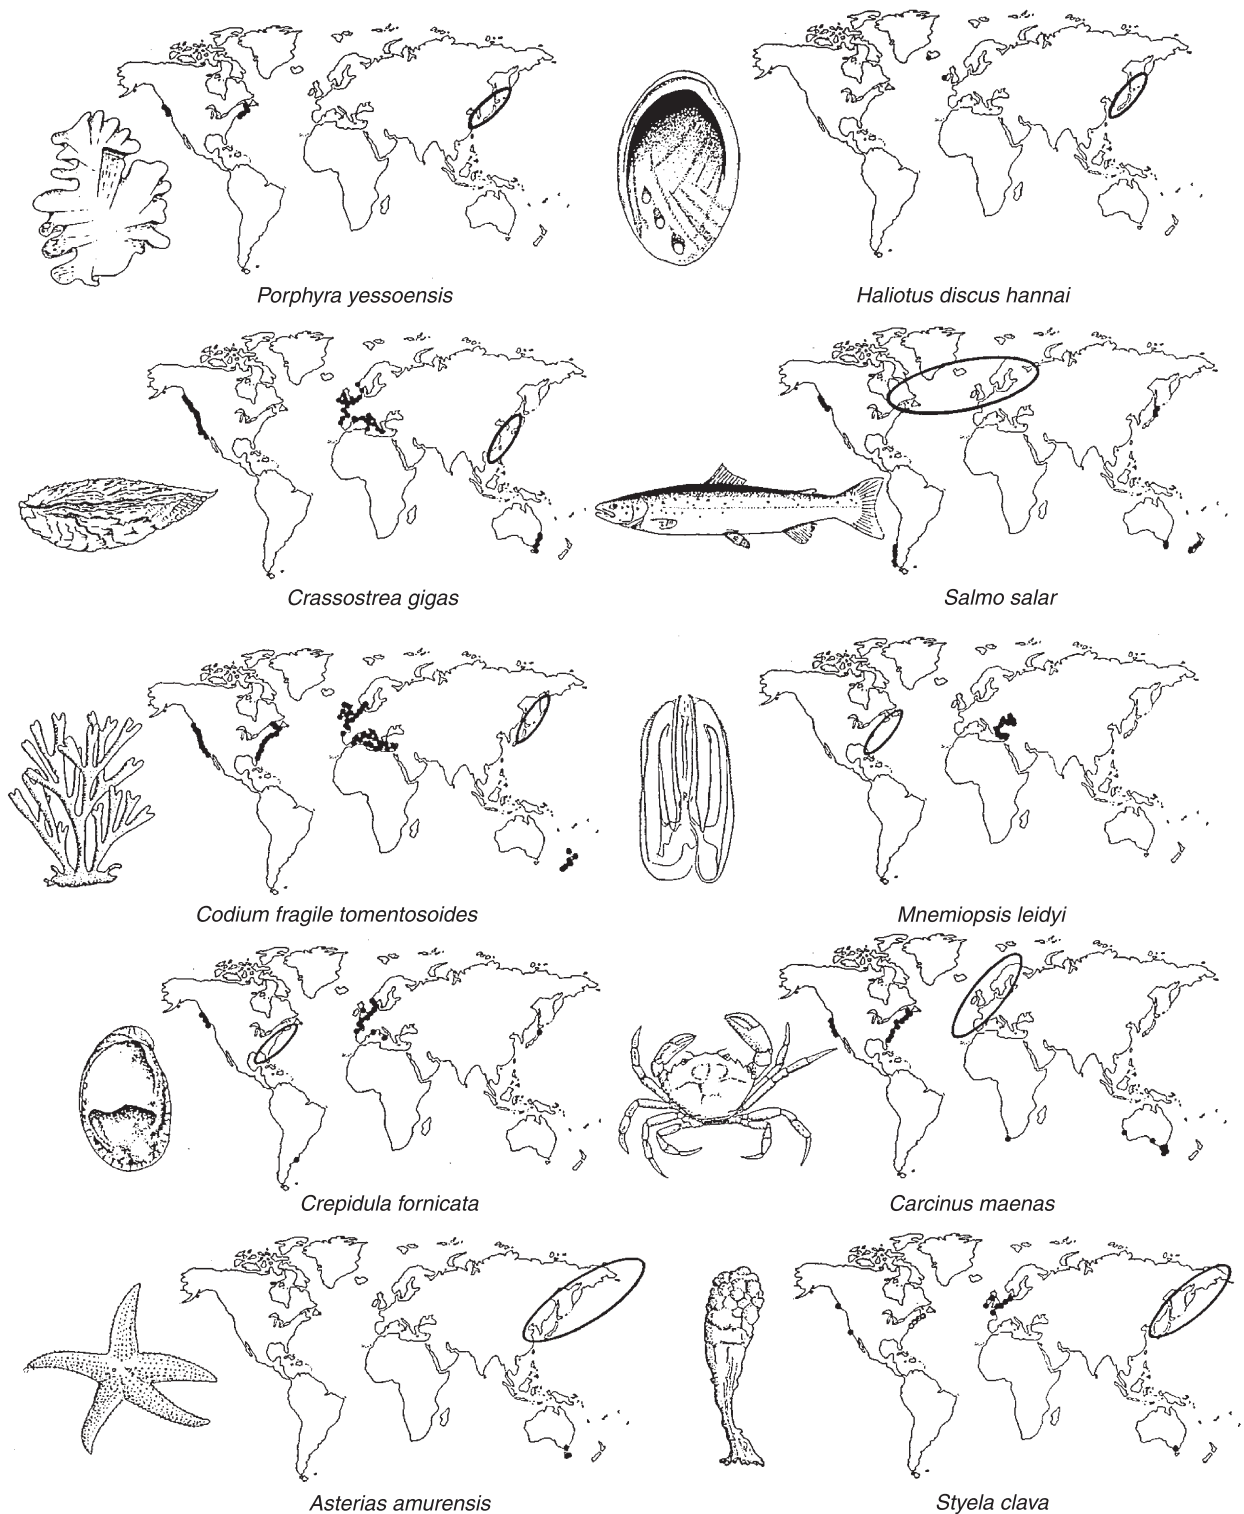 Porphyra yessoensis
Haliotus discus hannai
Crassostrea gigas
Salmo salar
Codium fragile tomentosoides
Mnemiopsis leidyi
Crepidula fornicata
Carcinus maenas
Asterias amurensis
Styela clava